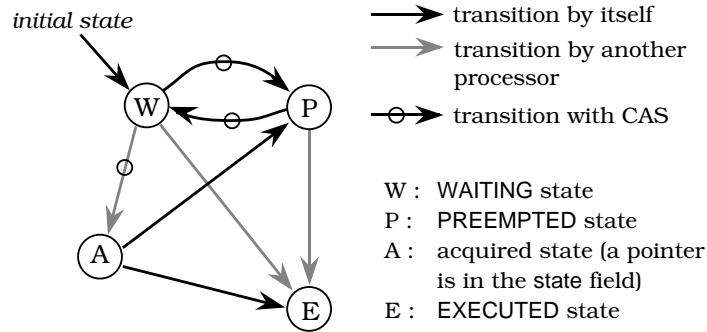 initial state
W
P
A
E
transition by itself
transition by another
processor
transition with CAS
W : WAITING state
P : PREEMPTED state
A : acquired state (a pointer
is in the state field)
E : EXECUTED state